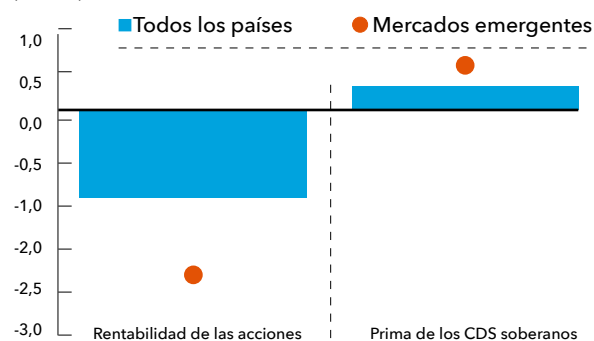 Todos los países
Mercados emergentes
1,0
0,5
0,0
-0,5
-1,0
-2,0
-2,5
-3,0
Rentabilidad de las acciones
Prima de los CDS soberanos